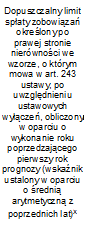 Dopuszczalny limit
spłaty zobowiązań
określony po
prawej stronie
nierówności we
wzorze, o którym
mowa w art. 243
ustawy, po
uwzględnieniu
ustawowych
wyłączeń, obliczony
w oparciu o
wykonanie roku
poprzedzającego
pierwszy rok
prognozy (wskaźnik
ustalony w oparciu
o średnią
arytmetyczną z
poprzednich lat)ˣ